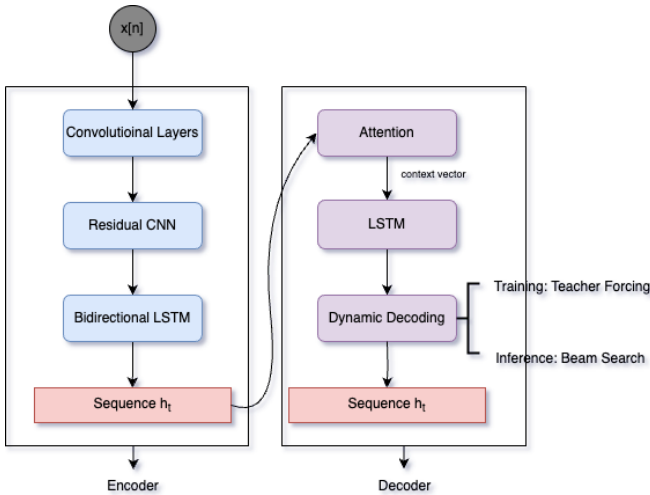 x[n]
Convolutioinal Layers
Residual CNN
Bidirectional LSTM
Sequence hₜ
Encoder
Attention
context vector
LSTM
Dynamic Decoding
Training: Teacher Forcing
Inference: Beam Search
Sequence hₜ
Decoder